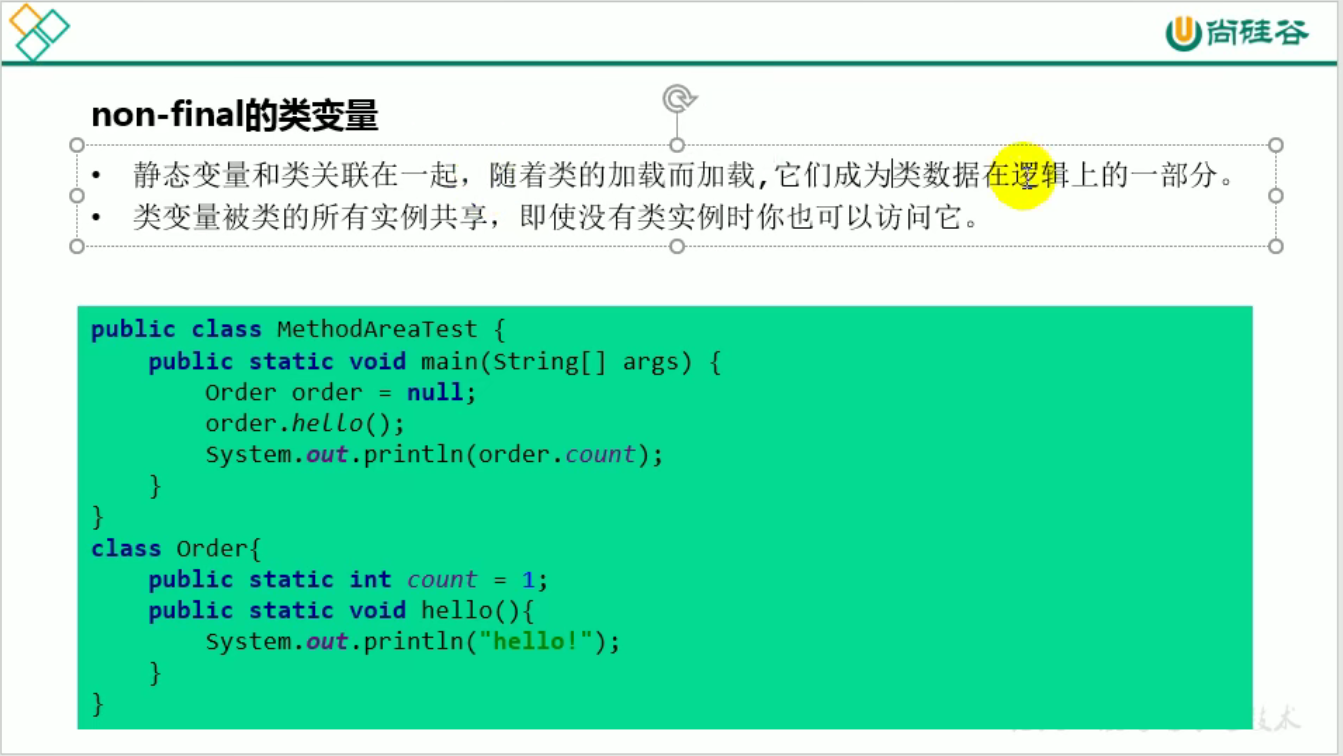 尚硅谷
non-final的类变量
• 静态变量和类关联在一起，随着类的加载而加载,它们成为类数据在逻辑上的一部分。
• 类变量被类的所有实例共享，即使没有类实例时你也可以访问它。
public class MethodAreaTest {
    public static void main(String[] args) {
        Order order = null;
        order.hello();
        System.out.println(order.count);
    }
}
class Order{
    public static int count = 1;
    public static void hello(){
        System.out.println("hello!");
    }
}
技术